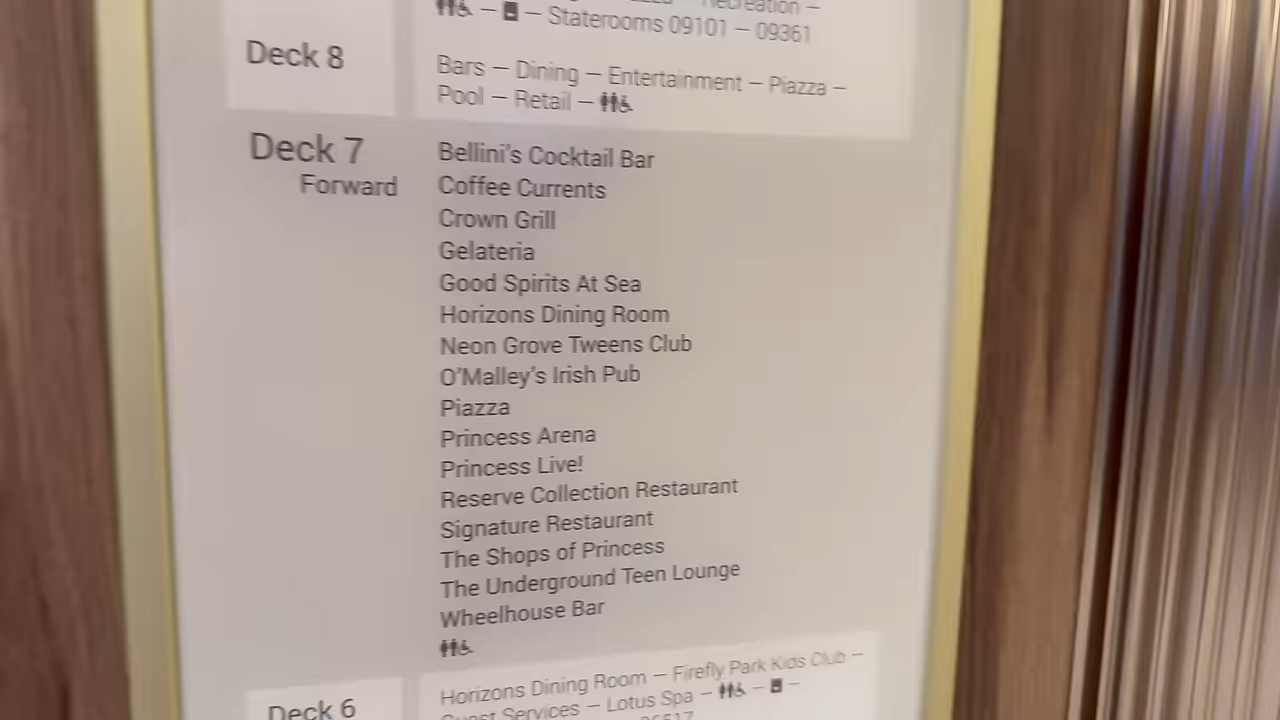 Recreation –
– Staterooms 09101 – 09361
Deck 8
Bars – Dining – Entertainment – Piazza –
Pool – Retail –
Deck 7
Forward
Bellini's Cocktail Bar
Coffee Currents
Crown Grill
Gelateria
Good Spirits At Sea
Horizons Dining Room
Neon Grove Tweens Club
O'Malley's Irish Pub
Piazza
Princess Arena
Princess Live!
Reserve Collection Restaurant
Signature Restaurant
The Shops of Princess
The Underground Teen Lounge
Wheelhouse Bar
Deck 6
Horizons Dining Room – Firefly Park Kids Club –
Guest Services – Lotus Spa – –